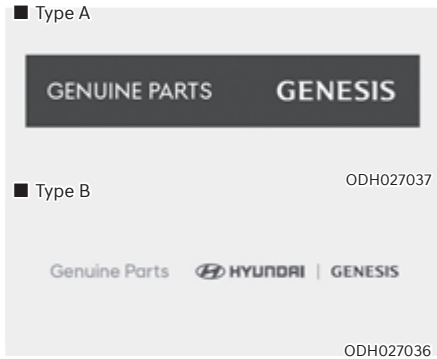 ■ Type A
GENUINE PARTS GENESIS
ODH027037
■ Type B
Genuine Parts HYUNDAI | GENESIS
ODH027036